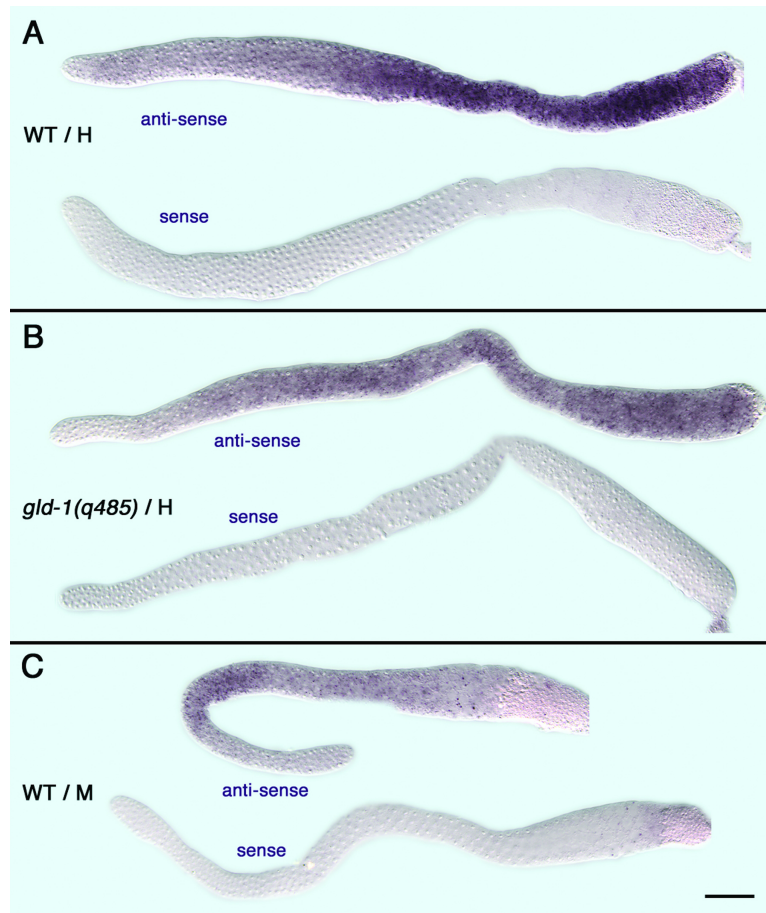 A
anti-sense
WT / H
sense
B
anti-sense
gld-1(q485) / H
sense
C
anti-sense
WT / M
sense